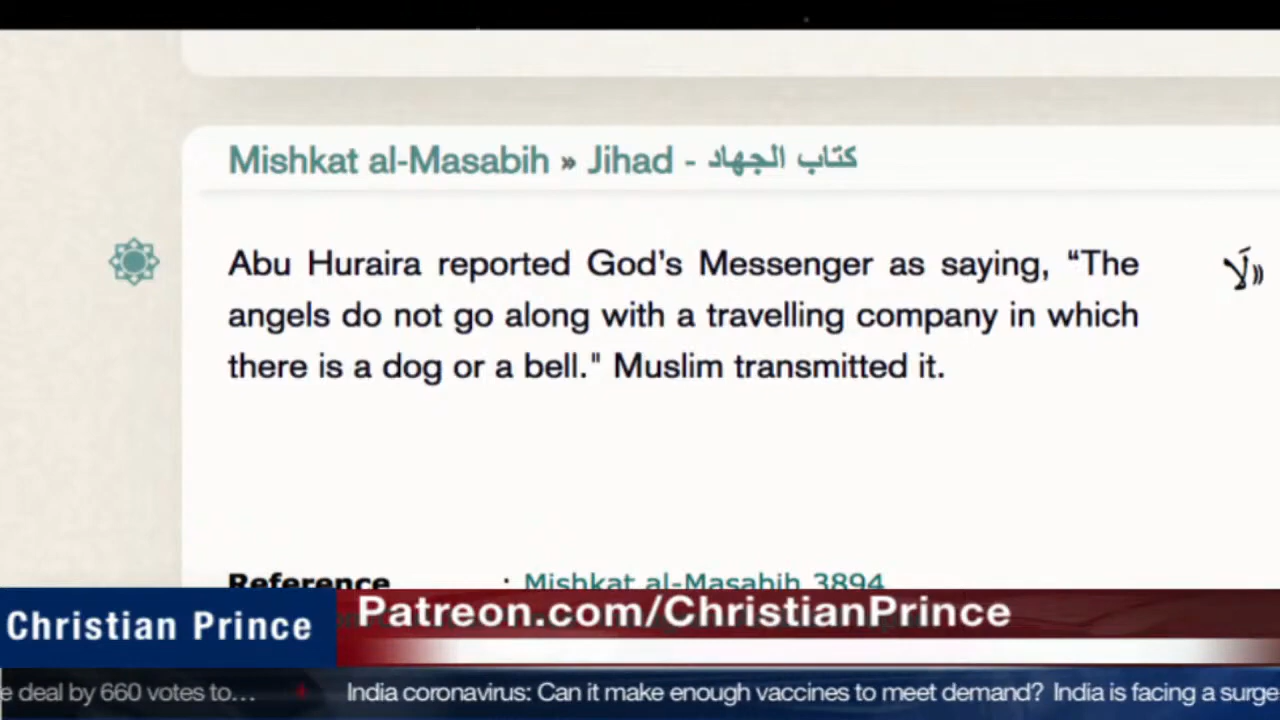 Mishkat al-Masabih » Jihad - كتاب الجهاد
Abu Huraira reported God's Messenger as saying, “The
angels do not go along with a travelling company in which
there is a dog or a bell." Muslim transmitted it.
«لَا
Reference : Mishkat al-Masabih 3894
Christian Prince
Patreon.com/ChristianPrince
e deal by 660 votes to… India coronavirus: Can it make enough vaccines to meet demand? India is facing a surge